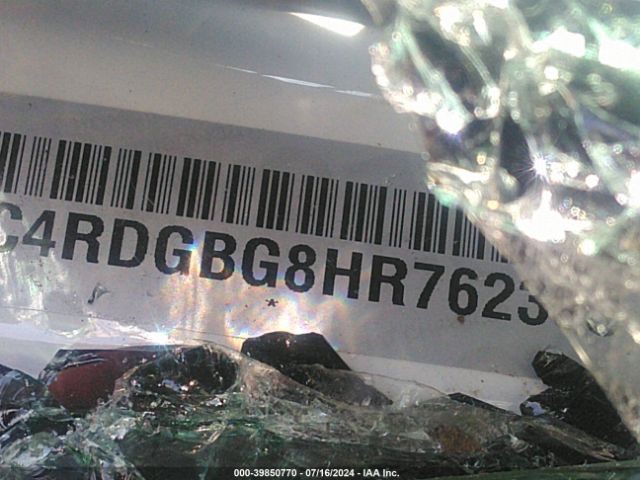 C4RDGBG8HR7623
*
000-39850770 - 07/16/2024 - IAA Inc.